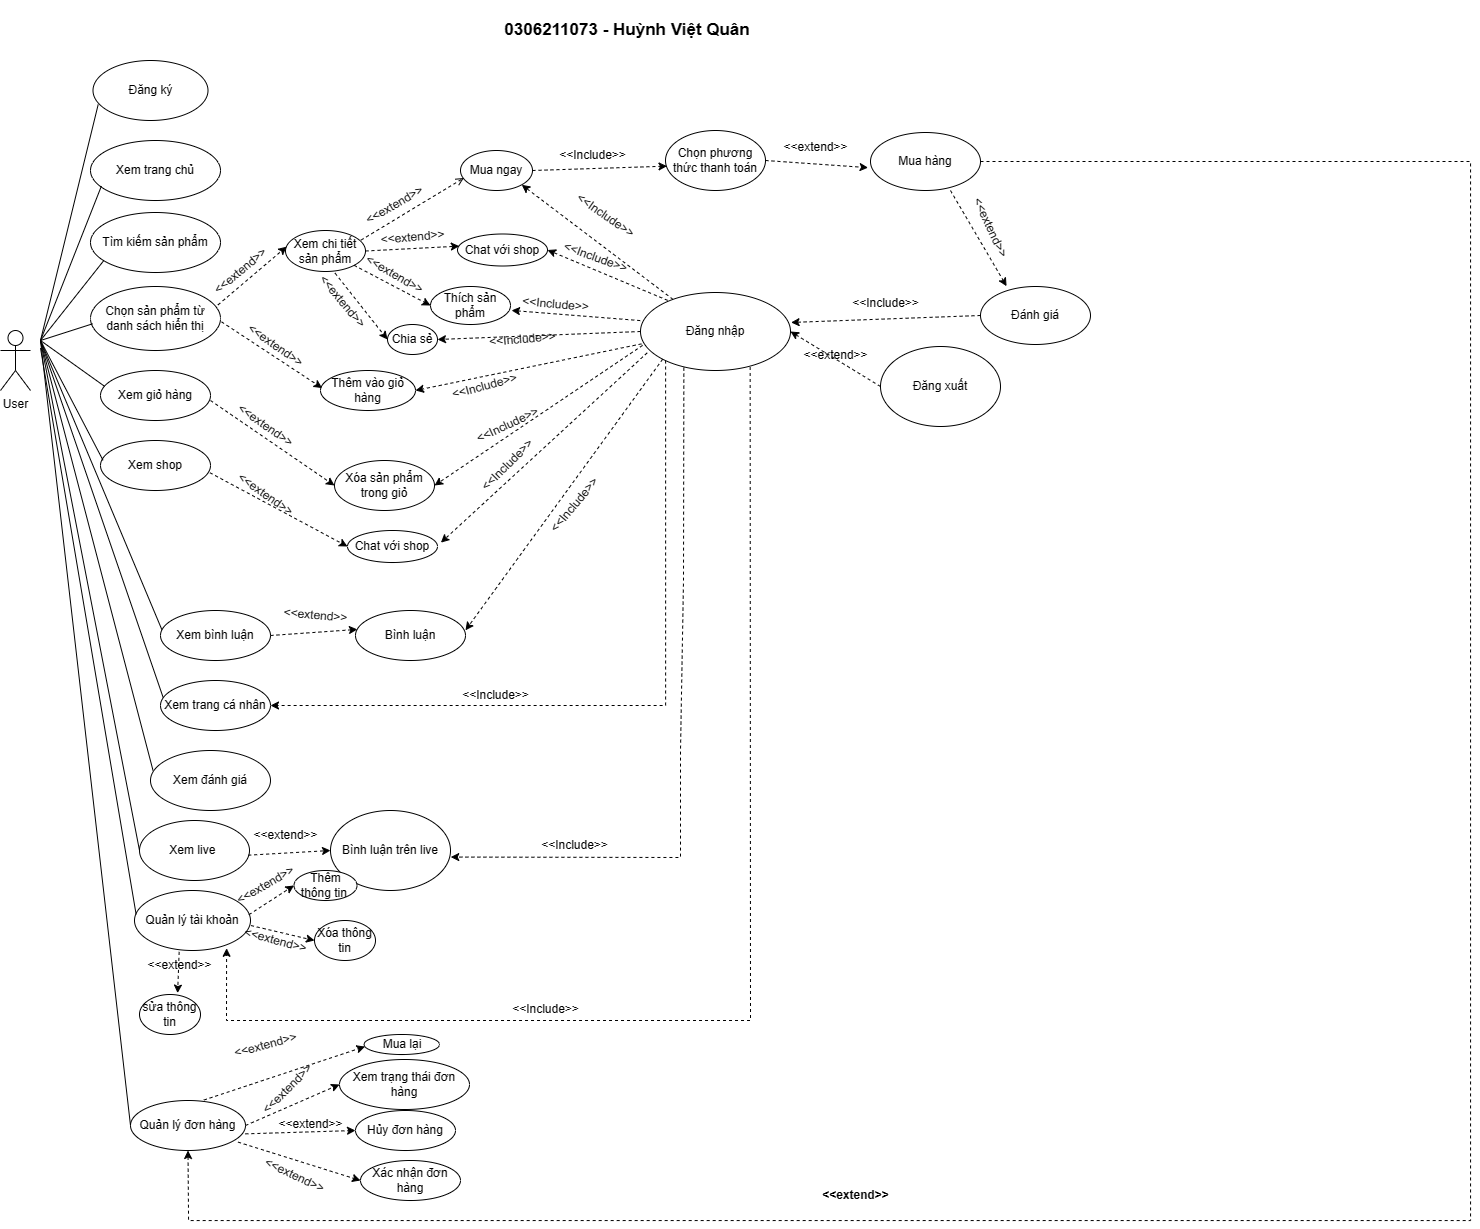 0306211073 - Huỳnh Việt Quân
Đăng ký
Xem trang chủ
Tìm kiếm sản phẩm
Chọn sản phẩm từ
danh sách hiển thị
Xem giỏ hàng
Xem shop
User
<<extend>>
<<extend>>
<<extend>>
<<extend>>
Xem chi tiết
sản phẩm
<<extend>>
<<extend>>
<<extend>>
<<extend>>
Mua ngay
Chat với shop
Thích sản
phẩm
Chia sẻ
Thêm vào giỏ
hàng
Xóa sản phẩm
trong giỏ
Chat với shop
<<Include>>
Chọn phương
thức thanh toán
<<extend>>
Mua hàng
<<extend>>
<<Include>>
<<Include>>
<<Include>>
<<Include>>
<<Include>>
<<Include>>
<<Include>>
<<Include>>
Đăng nhập
<<Include>>
Đánh giá
<<extend>>
Đăng xuất
Xem bình luận
<<extend>>
Bình luận
Xem trang cá nhân
<<Include>>
Xem đánh giá
Xem live
<<extend>>
Bình luận trên live
<<Include>>
Quản lý tài khoản
<<extend>>
Thêm
thông tin
<<extend>>
Xóa thông
tin
<<extend>>
sửa thông
tin
<<Include>>
Quản lý đơn hàng
<<extend>>
Mua lại
<<extend>>
Xem trạng thái đơn
hàng
<<extend>>
Hủy đơn hàng
<<extend>>
Xác nhận đơn
hàng
<<extend>>